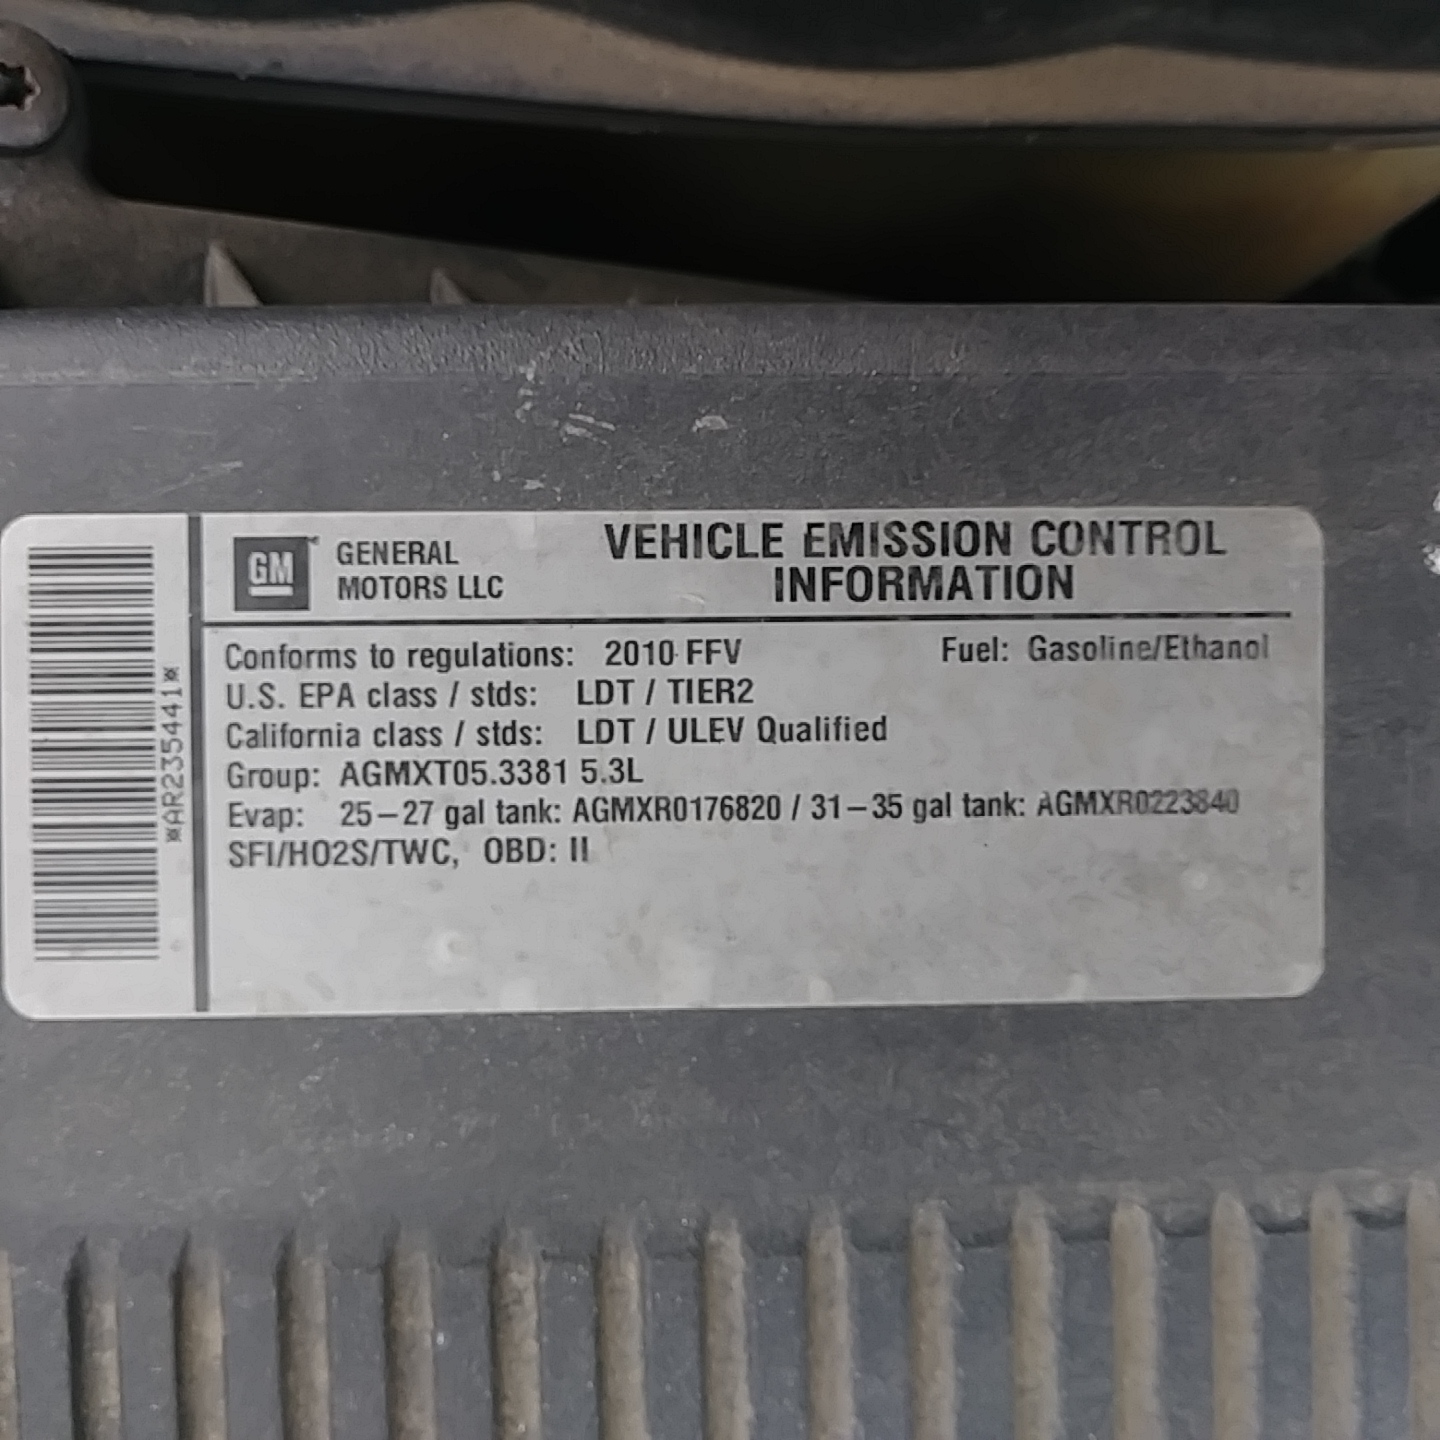 *AR235441*
GM
GENERAL
MOTORS LLC
VEHICLE EMISSION CONTROL
INFORMATION
Conforms to regulations: 2010 FFV Fuel: Gasoline/Ethanol
U.S. EPA class / stds: LDT / TIER2
California class / stds: LDT / ULEV Qualified
Group: AGMXT05.3381 5.3L
Evap: 25–27 gal tank: AGMXR0176820 / 31–35 gal tank: AGMXR0223840
SFI/HO2S/TWC, OBD: II